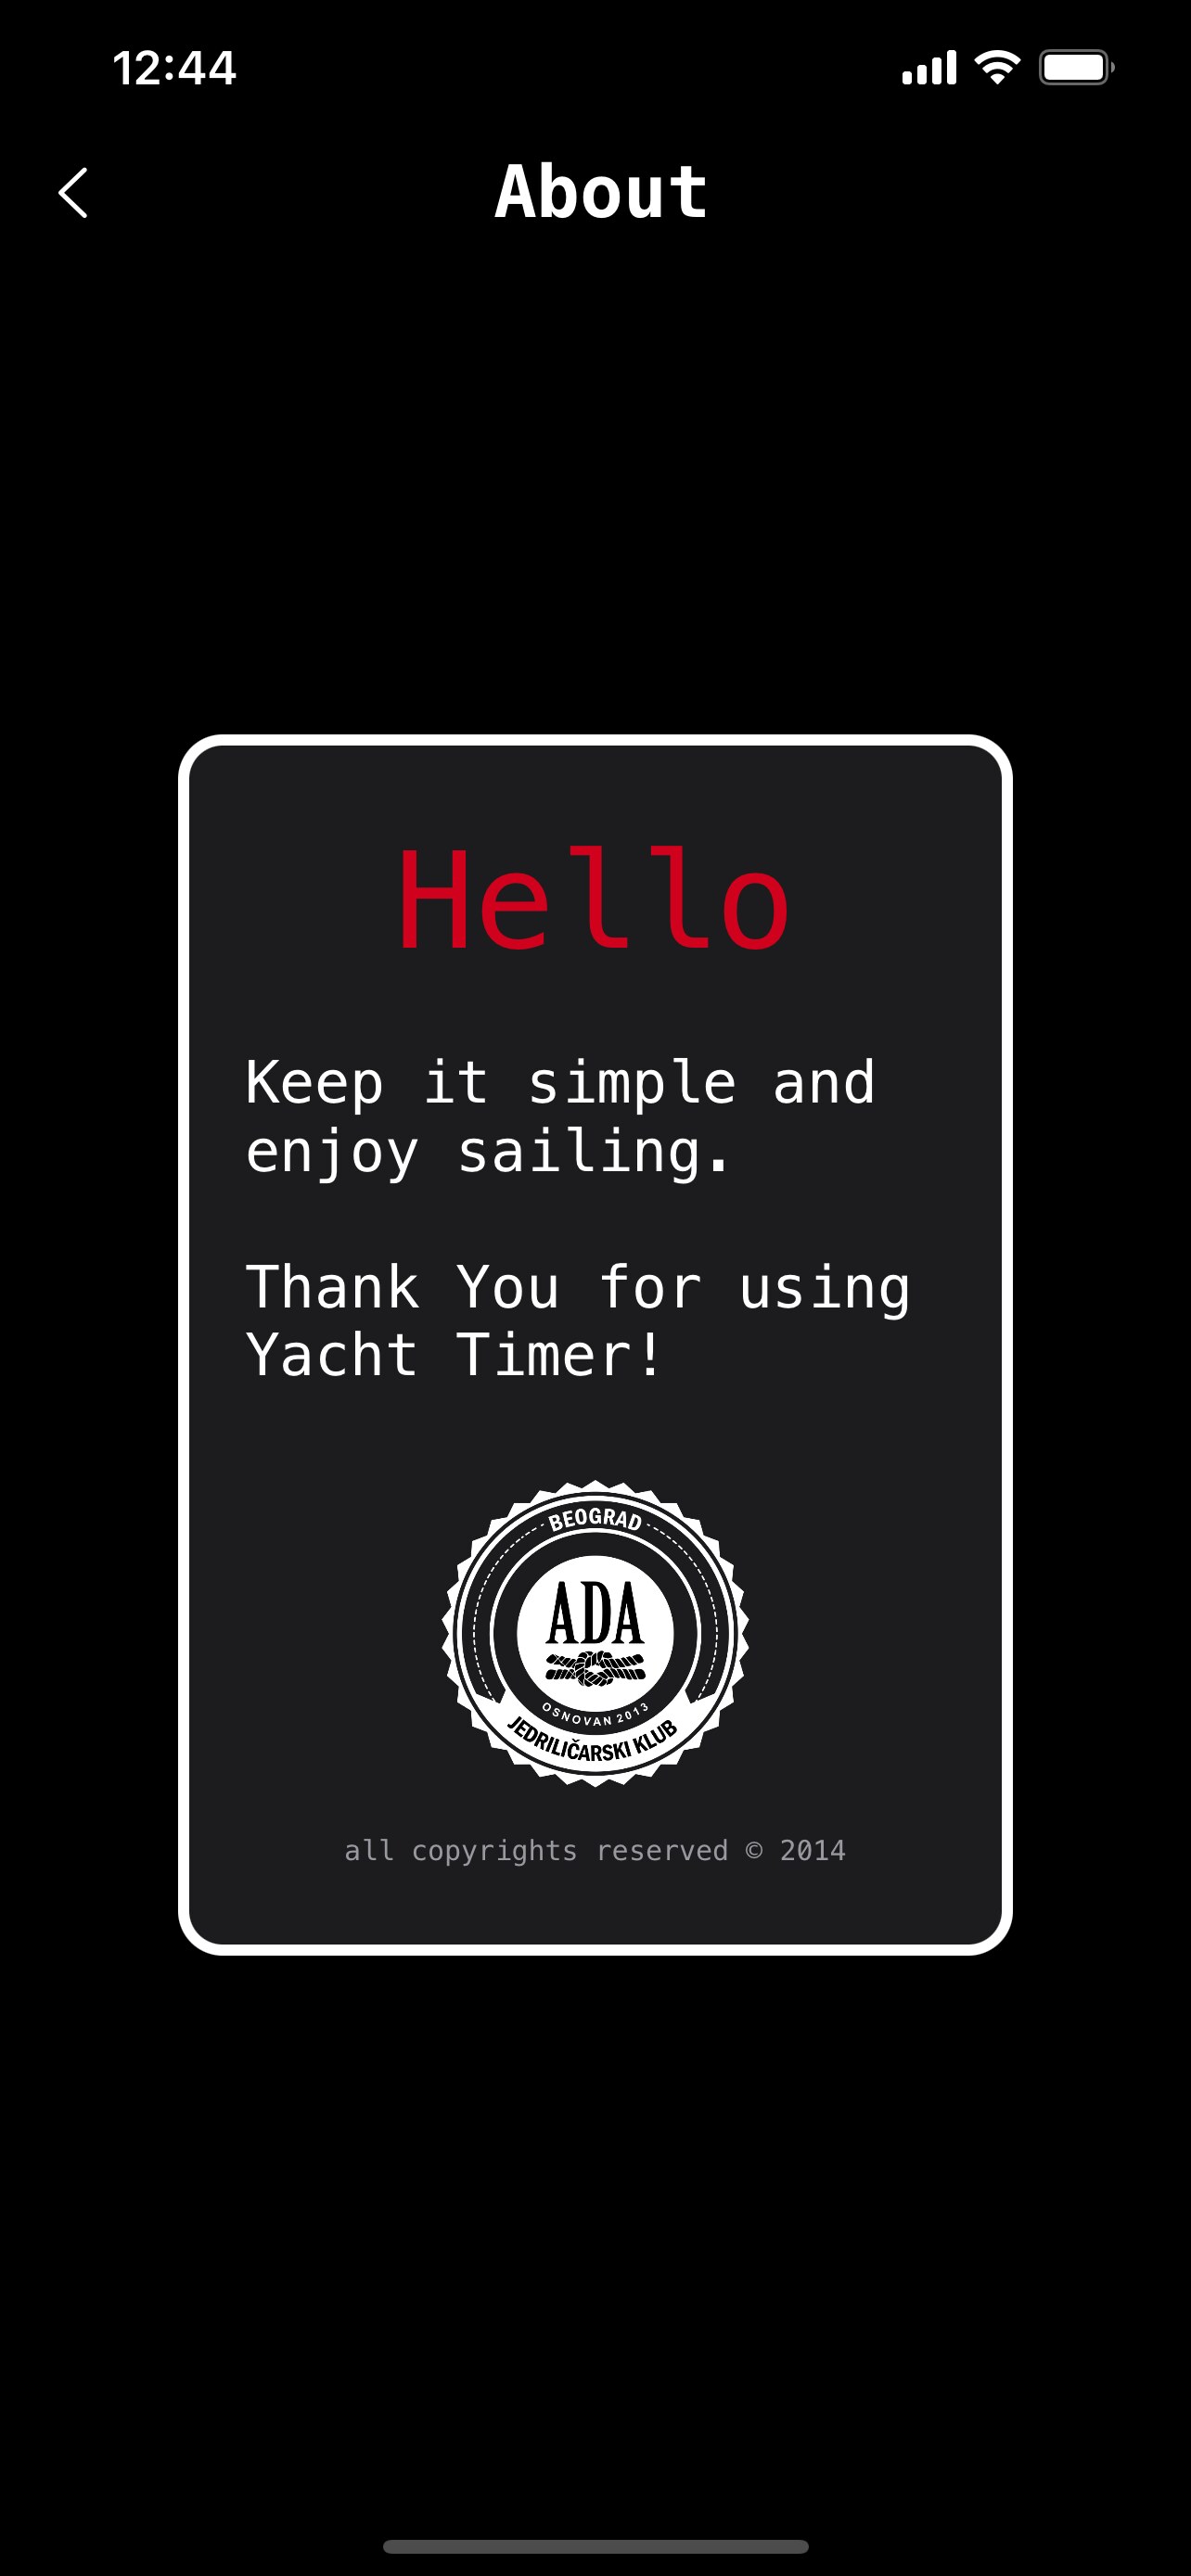 12:44
About
Hello
Keep it simple and
enjoy sailing.
Thank You for using
Yacht Timer!
BEOGRAD
ADA
OSNOVAN 2013
JEDRILIČARSKI KLUB
all copyrights reserved © 2014